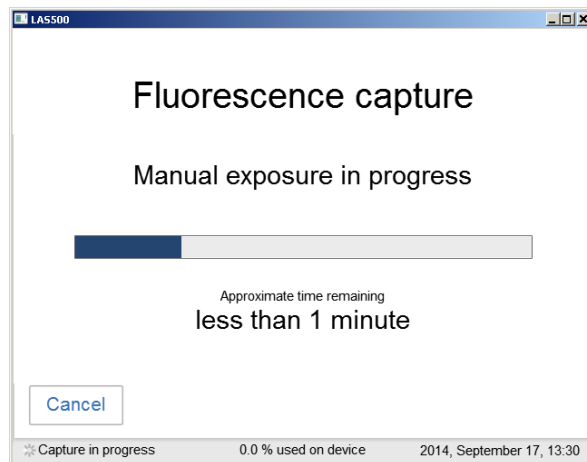 LAS500
Fluorescence capture
Manual exposure in progress
Approximate time remaining
less than 1 minute
Cancel
Capture in progress 0.0 % used on device 2014, September 17, 13:30